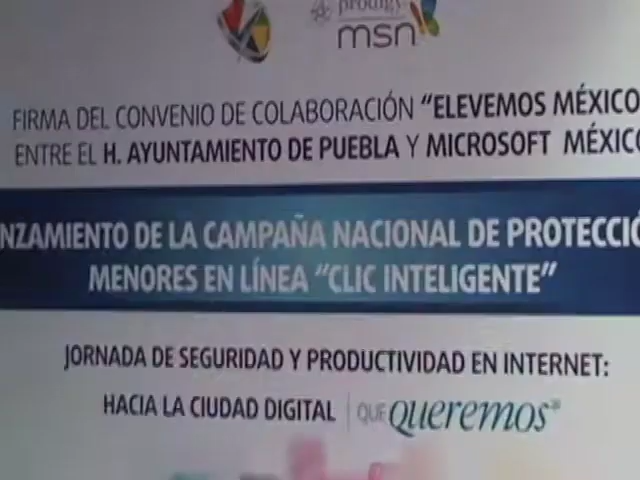 prodigy
msn
FIRMA DEL CONVENIO DE COLABORACIÓN “ELEVEMOS MÉXICO
ENTRE EL H. AYUNTAMIENTO DE PUEBLA Y MICROSOFT MÉXICO
NZAMIENTO DE LA CAMPAÑA NACIONAL DE PROTECCIÓ
MENORES EN LÍNEA “CLIC INTELIGENTE”
JORNADA DE SEGURIDAD Y PRODUCTIVIDAD EN INTERNET:
HACIA LA CIUDAD DIGITAL | QUE queremos